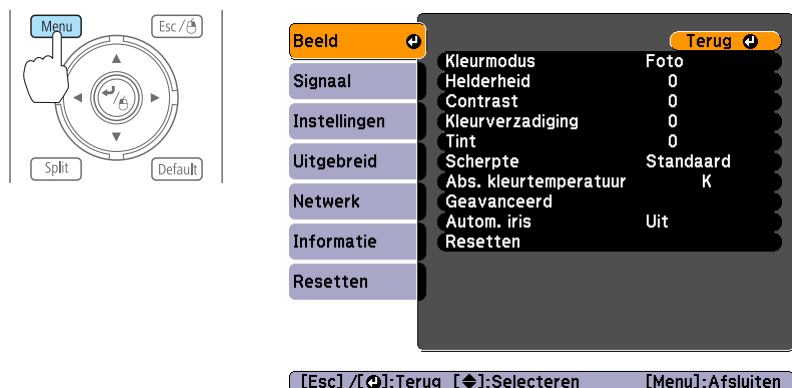 Menu
Esc /
Split
Default
Beeld
Signaal
Instellingen
Uitgebreid
Netwerk
Informatie
Resetten
Terug
Kleurmodus Foto
Helderheid 0
Contrast 0
Kleurverzadiging 0
Tint 0
Scherpte Standaard
Abs. kleurtemperatuur K
Geavanceerd
Autom. iris Uit
Resetten
[Esc] /[ ]:Terug [ ]:Selecteren [Menu]:Afsluiten